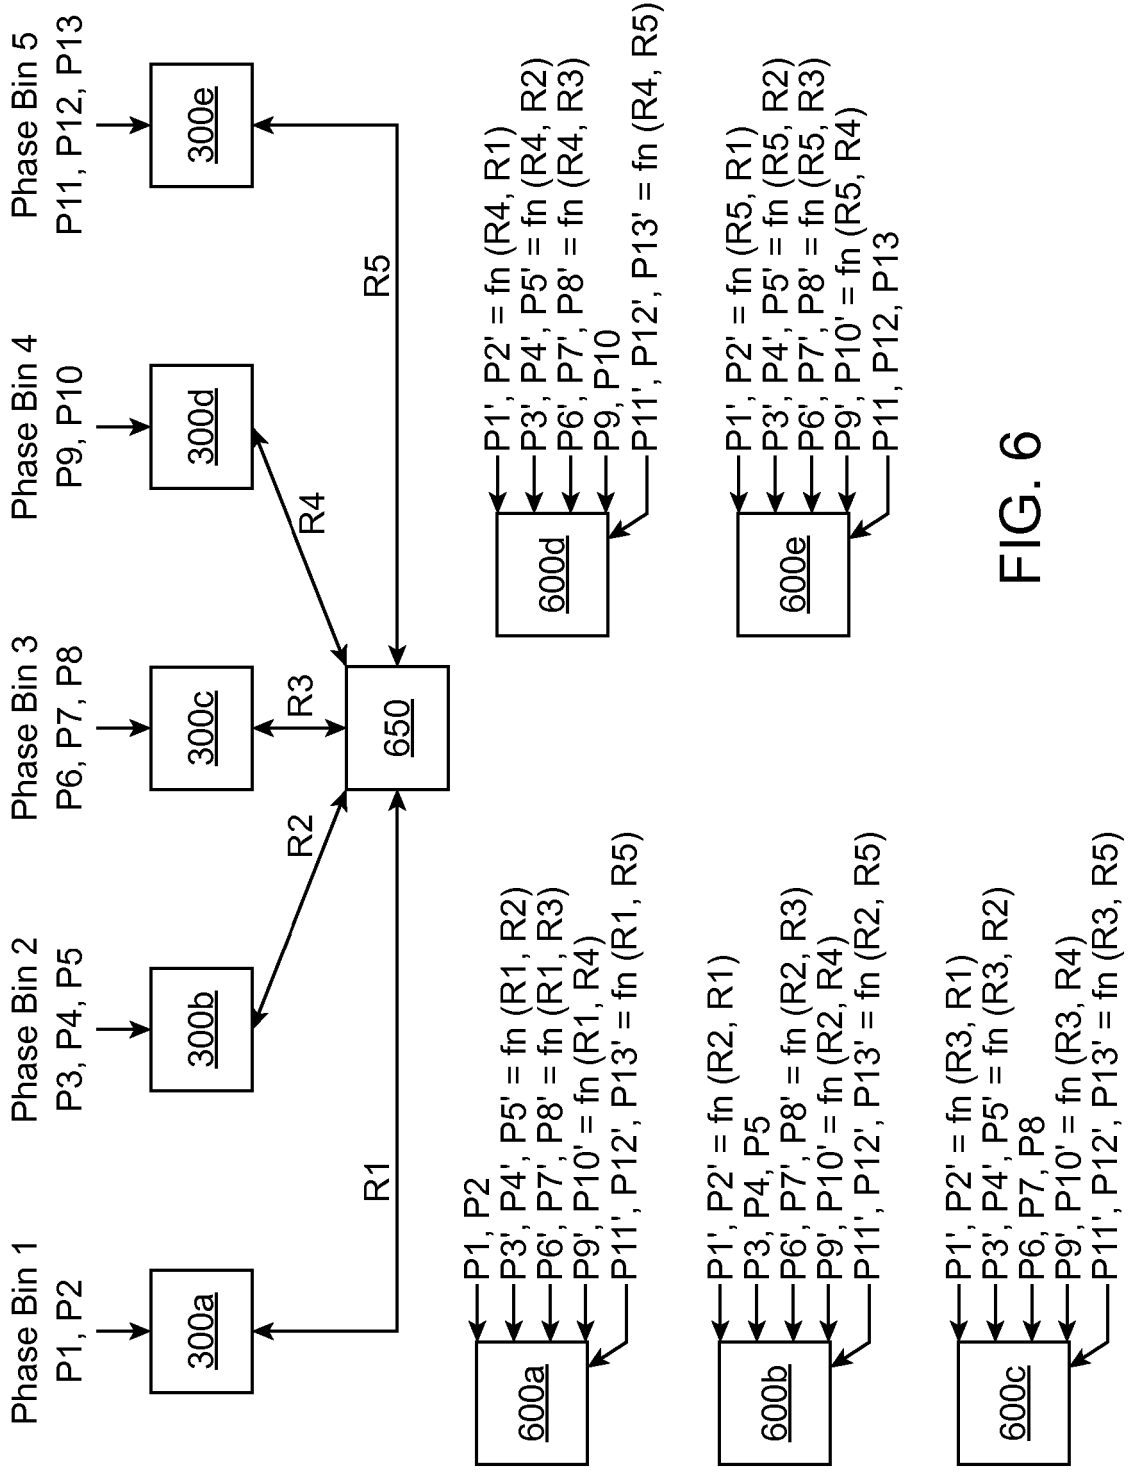 Phase Bin 1
P1, P2
Phase Bin 2
P3, P4, P5
Phase Bin 3
P6, P7, P8
Phase Bin 4
P9, P10
Phase Bin 5
P11, P12, P13
300a
300b
300c
300d
300e
R1
R2
R3
R4
R5
650
600a
P1, P2
P3', P4', P5' = fn (R1, R2)
P6', P7', P8' = fn (R1, R3)
P9', P10' = fn (R1, R4)
P11', P12', P13' = fn (R1, R5)
600b
P1', P2' = fn (R2, R1)
P3, P4, P5
P6', P7', P8' = fn (R2, R3)
P9', P10' = fn (R2, R4)
P11', P12', P13' = fn (R2, R5)
600c
P1', P2' = fn (R3, R1)
P3', P4', P5' = fn (R3, R2)
P6, P7, P8
P9', P10' = fn (R3, R4)
P11', P12', P13' = fn (R3, R5)
600d
P1', P2' = fn (R4, R1)
P3', P4', P5' = fn (R4, R2)
P6', P7', P8' = fn (R4, R3)
P9, P10
P11', P12', P13' = fn (R4, R5)
600e
P1', P2' = fn (R5, R1)
P3', P4', P5' = fn (R5, R2)
P6', P7', P8' = fn (R5, R3)
P9', P10' = fn (R5, R4)
P11, P12, P13
FIG. 6